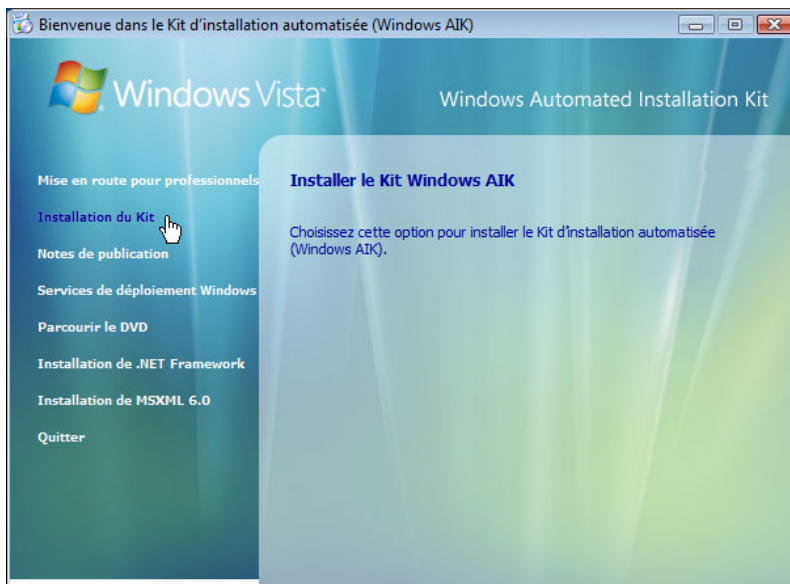 Bienvenue dans le Kit d'installation automatisée (Windows AIK)
Windows Vista™
Windows Automated Installation Kit
Mise en route pour professionnels
Installation du Kit
Notes de publication
Services de déploiement Windows
Parcourir le DVD
Installation de .NET Framework
Installation de MSXML 6.0
Quitter
Installer le Kit Windows AIK
Choisissez cette option pour installer le Kit d'installation automatisée
(Windows AIK).